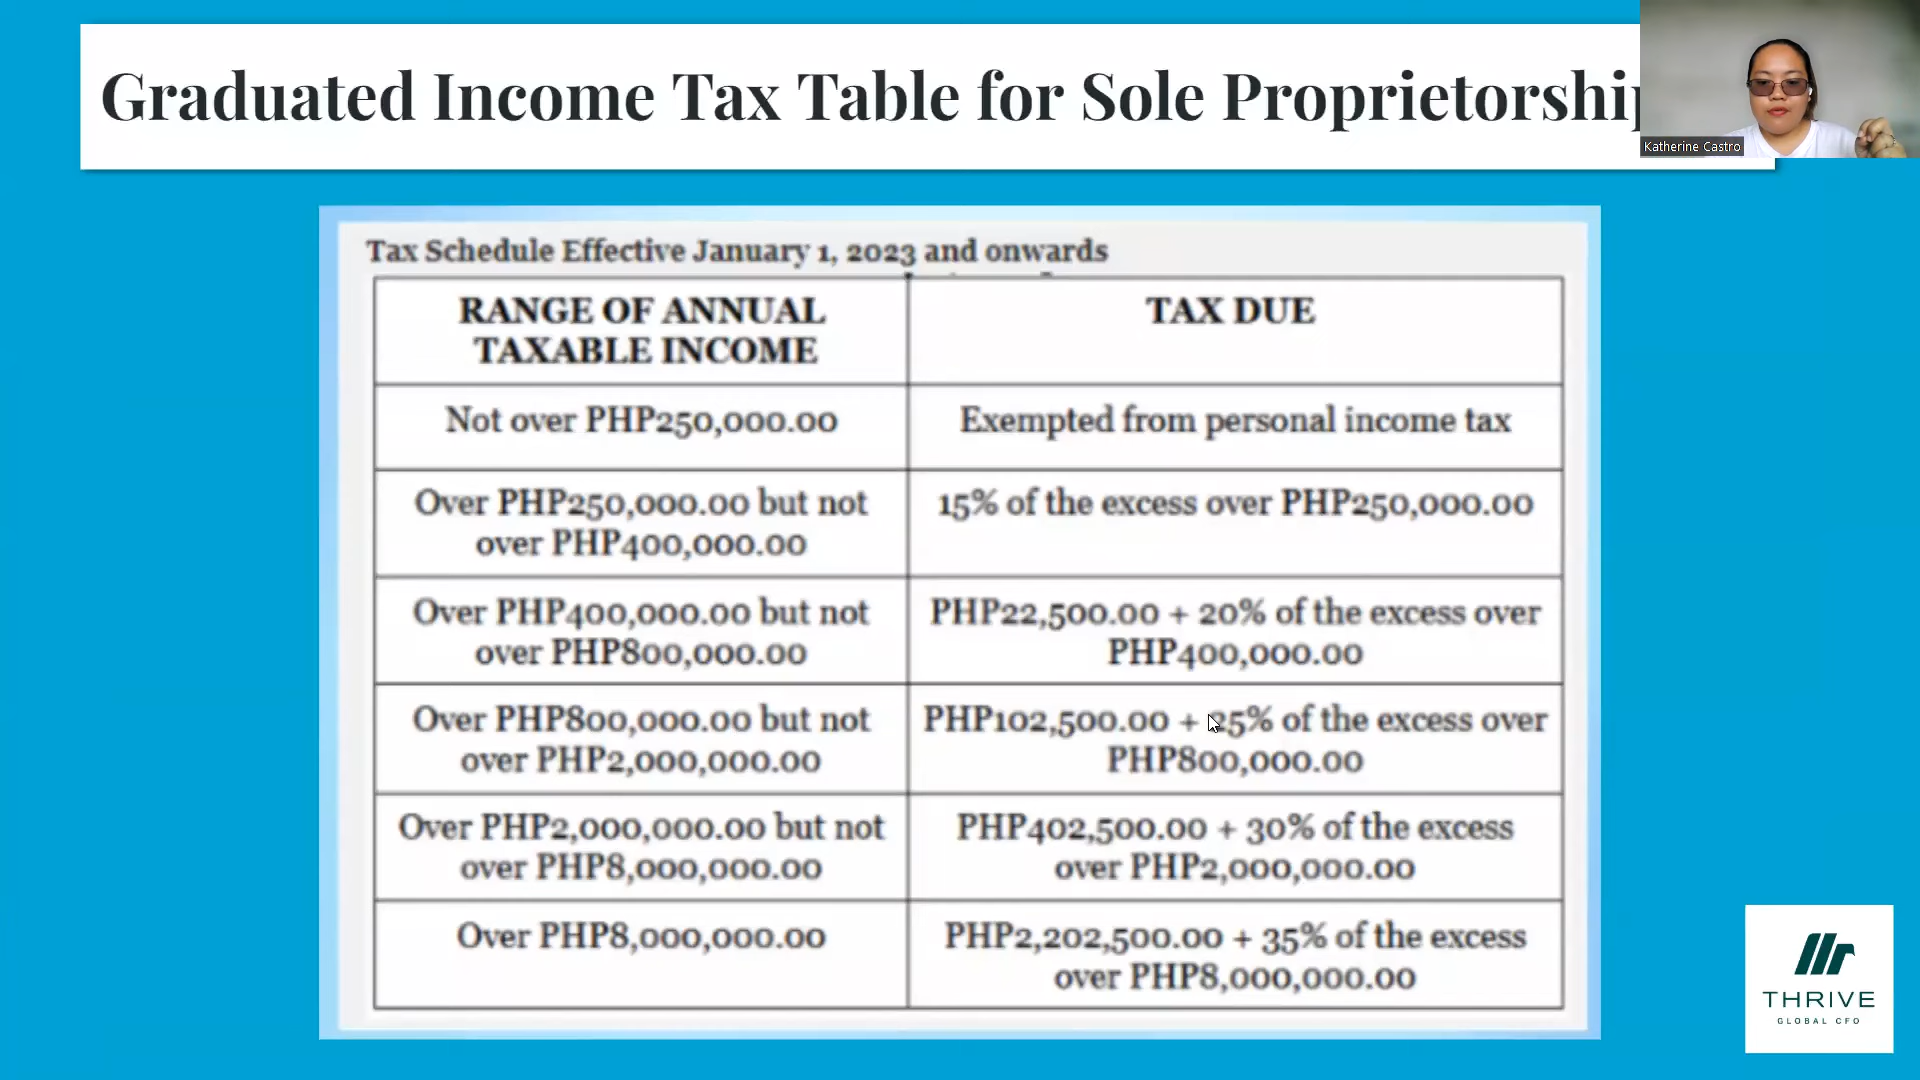 Graduated Income Tax Table for Sole Proprietorship
Katherine Castro
Tax Schedule Effective January 1, 2023 and onwards
RANGE OF ANNUAL
TAXABLE INCOME
TAX DUE
Not over PHP250,000.00
Exempted from personal income tax
Over PHP250,000.00 but not
over PHP400,000.00
15% of the excess over PHP250,000.00
Over PHP400,000.00 but not
over PHP800,000.00
PHP22,500.00 + 20% of the excess over
PHP400,000.00
Over PHP800,000.00 but not
over PHP2,000,000.00
PHP102,500.00 + 25% of the excess over
PHP800,000.00
Over PHP2,000,000.00 but not
over PHP8,000,000.00
PHP402,500.00 + 30% of the excess
over PHP2,000,000.00
Over PHP8,000,000.00
PHP2,202,500.00 + 35% of the excess
over PHP8,000,000.00
THRIVE
GLOBAL CFO